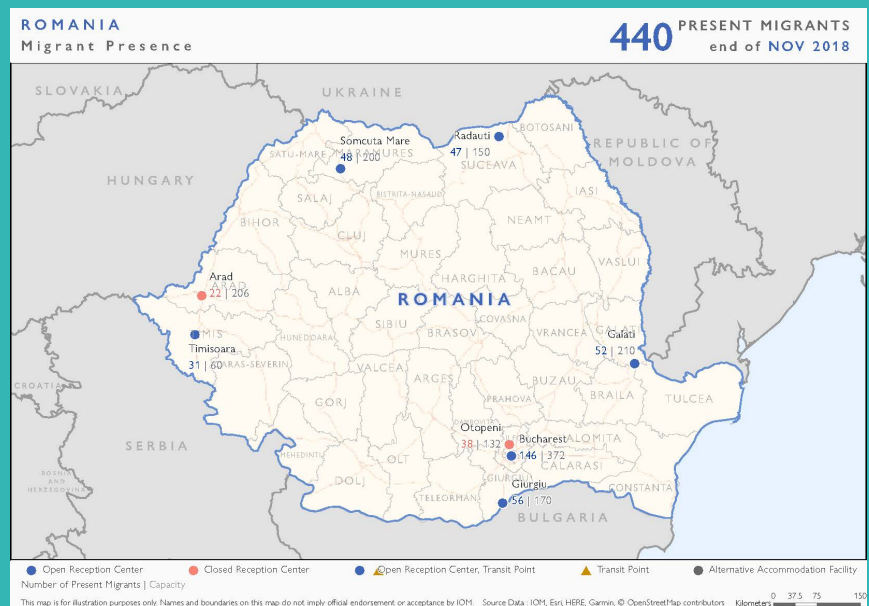 ROMANIA
Migrant Presence
440 PRESENT MIGRANTS
end of NOV 2018
SLOVAKIA
UKRAINE
HUNGARY
REPUBLIC OF
MOLDOVA
Somcuta Mare
48 | 200
SATU-MARE
MARAMURES
Radauti
47 | 150
BOTOSANI
SUCEAVA
BISTRITA-NASAUD
SALAJ
IASI
BIHOR
CLUJ
NEAMT
MURES
VASLUI
BACAU
HARGHITA
Arad
ARAD
22 | 206
ALBA
ROMANIA
SIBIU
COVASNA
BRASOV
VRANCEA
GALATI
Galati
52 | 210
TIMIS
Timisoara
31 | 60
HUNEDOARA
CARAS-SEVERIN
VALCEA
ARGES
BUZAU
PRAHOVA
BRAILA
TULCEA
GORJ
CROATIA
SERBIA
BOSNIA
AND
HERZEGOVINA
MEHEDINTI
OLT
DOLJ
Otopeni
38 | 132
Bucharest
146 | 372
IALOMITA
CALARASI
GIURGIU
Giurgiu
56 | 170
TELEORMAN
CONSTANTA
BULGARIA
Open Reception Center
Closed Reception Center
Open Reception Center, Transit Point
Transit Point
Alternative Accommodation Facility
Number of Present Migrants | Capacity
This map is for illustration purposes only. Names and boundaries on this map do not imply official endorsement or acceptance by IOM. Source Data : IOM, Esri, HERE, Garmin, © OpenStreetMap contributors
Kilometers 0 37.5 75 150